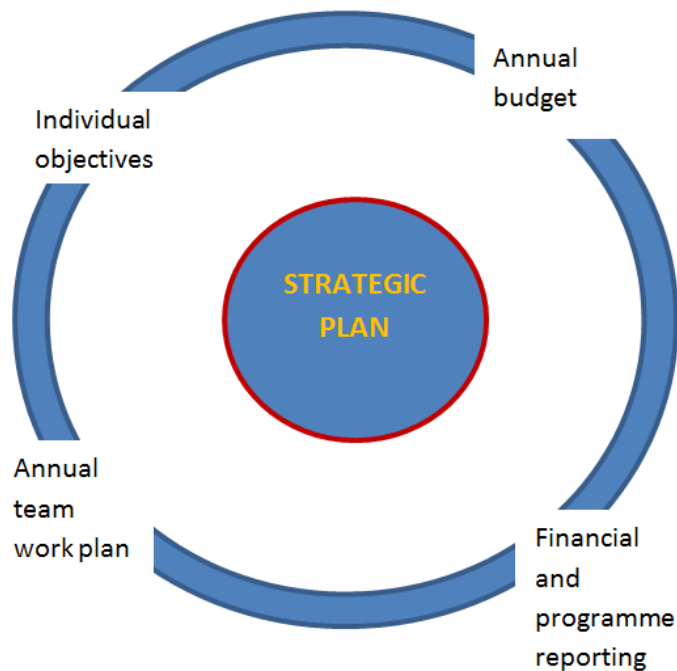 Annual
budget
Individual
objectives
STRATEGIC
PLAN
Annual
team
work plan
Financial
and
programme
reporting